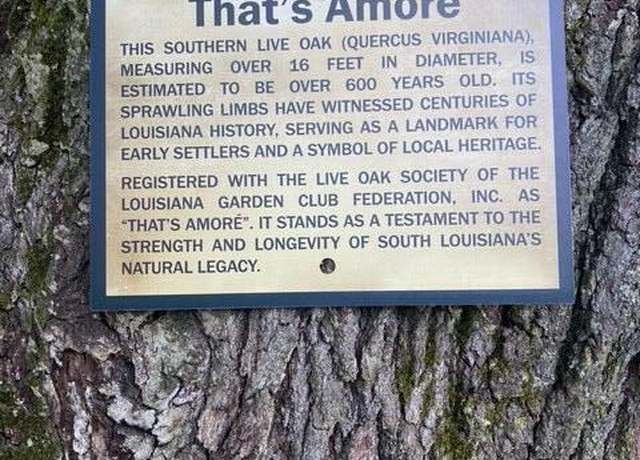 That's Amore
THIS SOUTHERN LIVE OAK (QUERCUS VIRGINIANA),
MEASURING OVER 16 FEET IN DIAMETER, IS
ESTIMATED TO BE OVER 600 YEARS OLD. ITS
SPRAWLING LIMBS HAVE WITNESSED CENTURIES OF
LOUISIANA HISTORY, SERVING AS A LANDMARK FOR
EARLY SETTLERS AND A SYMBOL OF LOCAL HERITAGE.
REGISTERED WITH THE LIVE OAK SOCIETY OF THE
LOUISIANA GARDEN CLUB FEDERATION, INC. AS
"THAT'S AMORÉ". IT STANDS AS A TESTAMENT TO THE
STRENGTH AND LONGEVITY OF SOUTH LOUISIANA'S
NATURAL LEGACY.